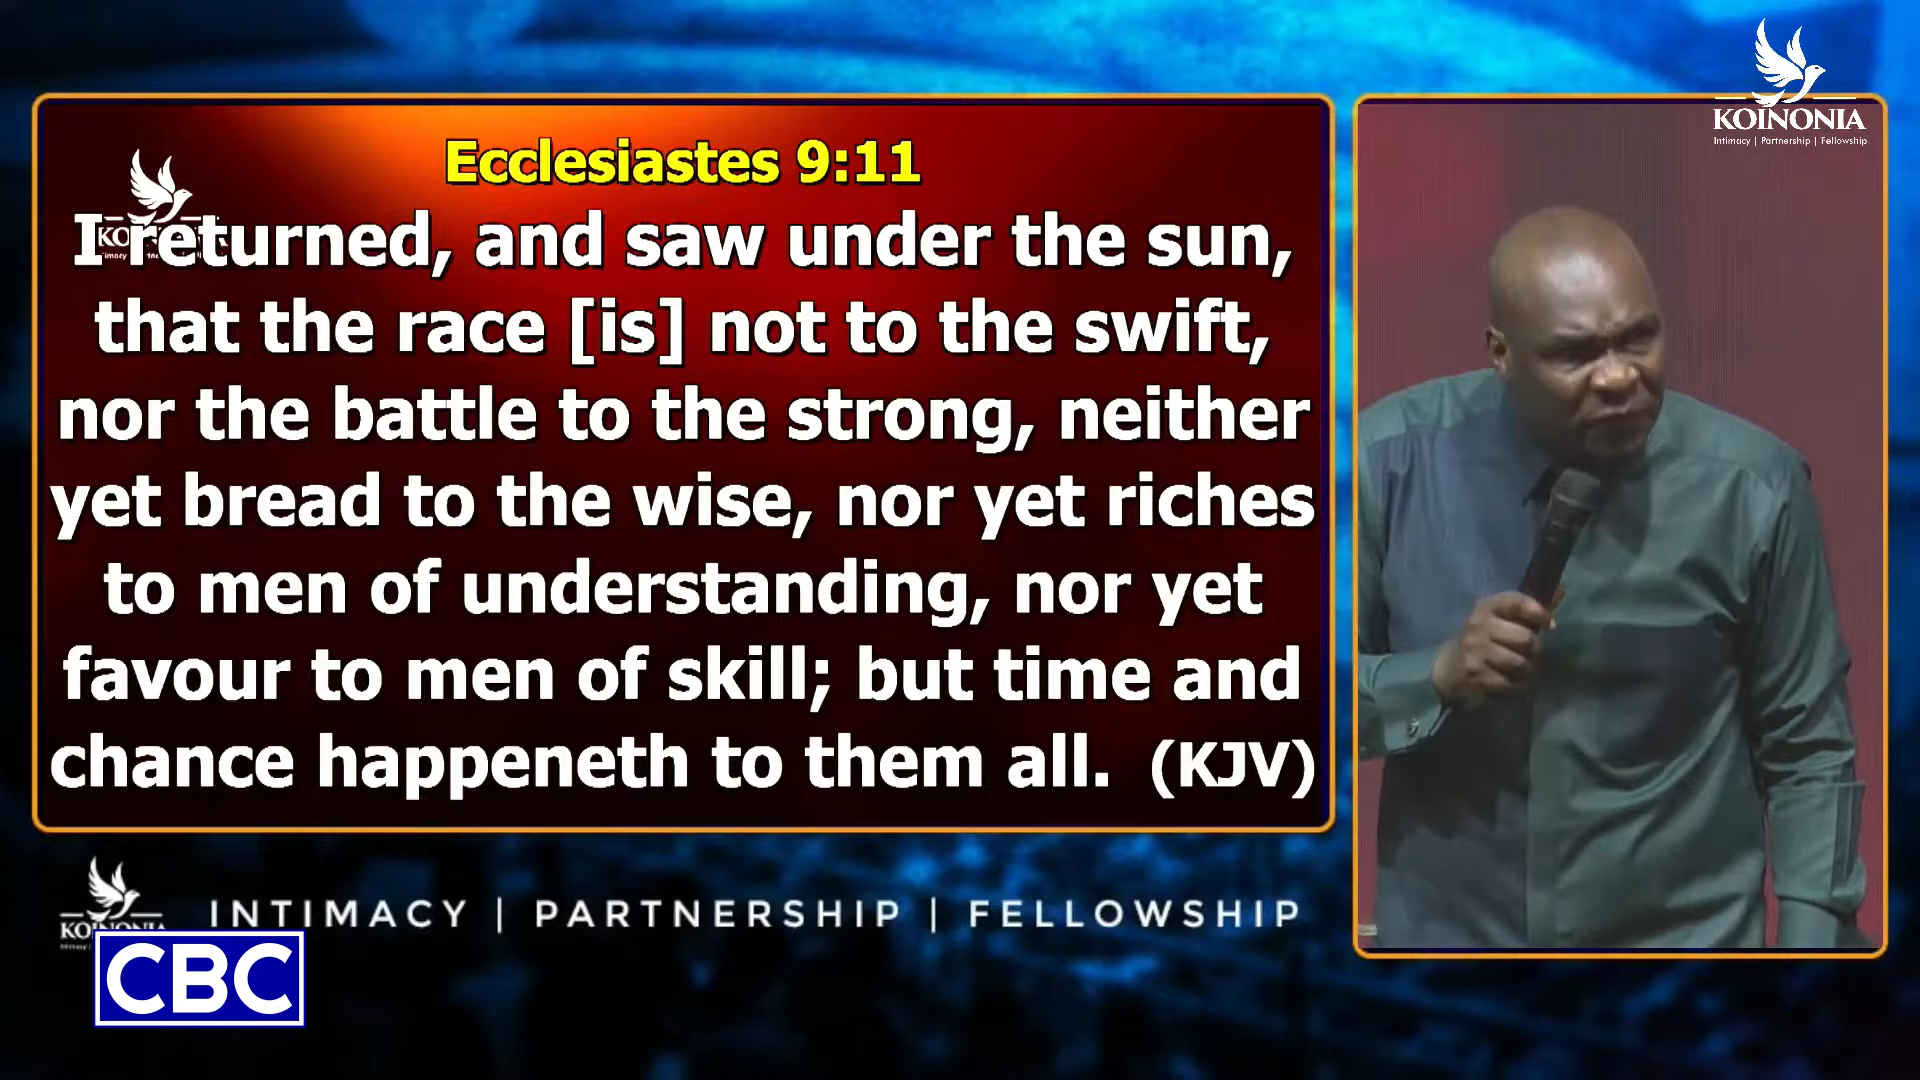 KOINONIA
Intimacy | Partnership | Fellowship
Ecclesiastes 9:11
I returned, and saw under the sun,
that the race [is] not to the swift,
nor the battle to the strong, neither
yet bread to the wise, nor yet riches
to men of understanding, nor yet
favour to men of skill; but time and
chance happeneth to them all. (KJV)
KOINONIA
INTIMACY | PARTNERSHIP | FELLOWSHIP
CBC